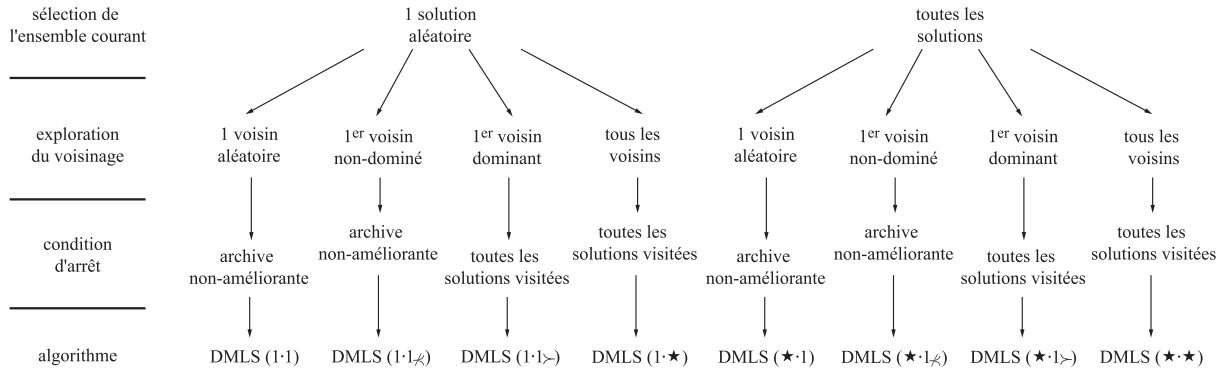 sélection de
l'ensemble courant
1 solution
aléatoire
toutes les
solutions
exploration
du voisinage
1 voisin
aléatoire
1er voisin
non-dominé
1er voisin
dominant
tous les
voisins
1 voisin
aléatoire
1er voisin
non-dominé
1er voisin
dominant
tous les
voisins
condition
d'arrêt
archive
non-améliorante
archive
non-améliorante
toutes les
solutions visitées
toutes les
solutions visitées
archive
non-améliorante
archive
non-améliorante
toutes les
solutions visitées
toutes les
solutions visitées
algorithme
DMLS (1·1)
DMLS (1·1⊀)
DMLS (1·1≻)
DMLS (1·★)
DMLS (★·1)
DMLS (★·1⊀)
DMLS (★·1≻)
DMLS (★·★)